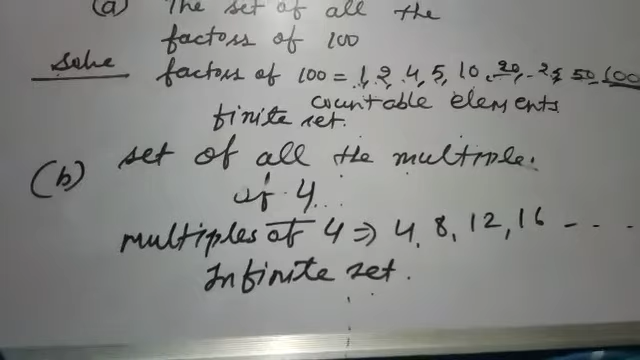 (a) The set of all the
factors of 100
Solve factors of 100 = 1, 2, 4, 5, 10, 20, 25, 50, 100
countable elements
finite set.
(b) set of all the multiple.
of 4...
multiples of 4 ⇒ 4, 8, 12, 16 - - - -
Infinite set.